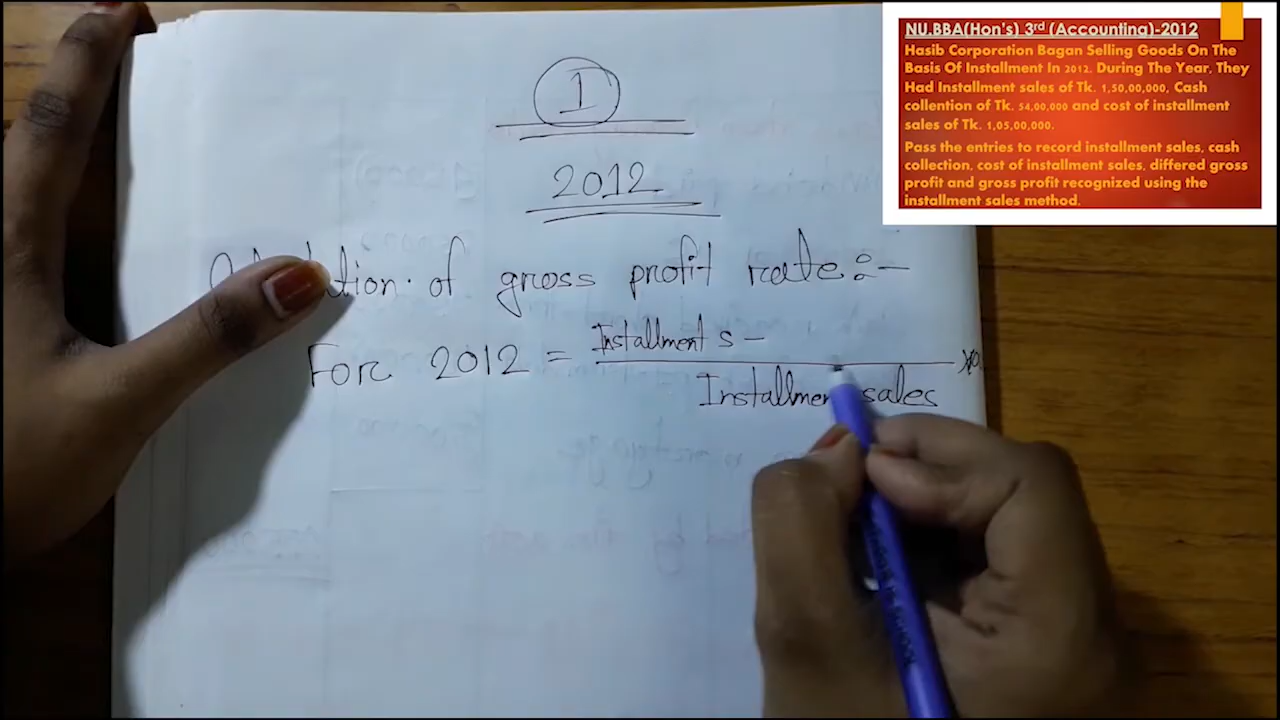 NU.BBA(Hon's) 3rd (Accounting)-2012
Hasib Corporation Bagan Selling Goods On The
Basis Of Installment In 2012. During The Year, They
Had Installment sales of Tk. 1,50,00,000, Cash
collention of Tk. 54,00,000 and cost of installment
sales of Tk. 1,05,00,000.
Pass the entries to record installment sales, cash
collection, cost of installment sales, differed gross
profit and gross profit recognized using the
installment sales method.
1
2012
of gross profit rate:-
For 2012 = Installment s -
Installment sales